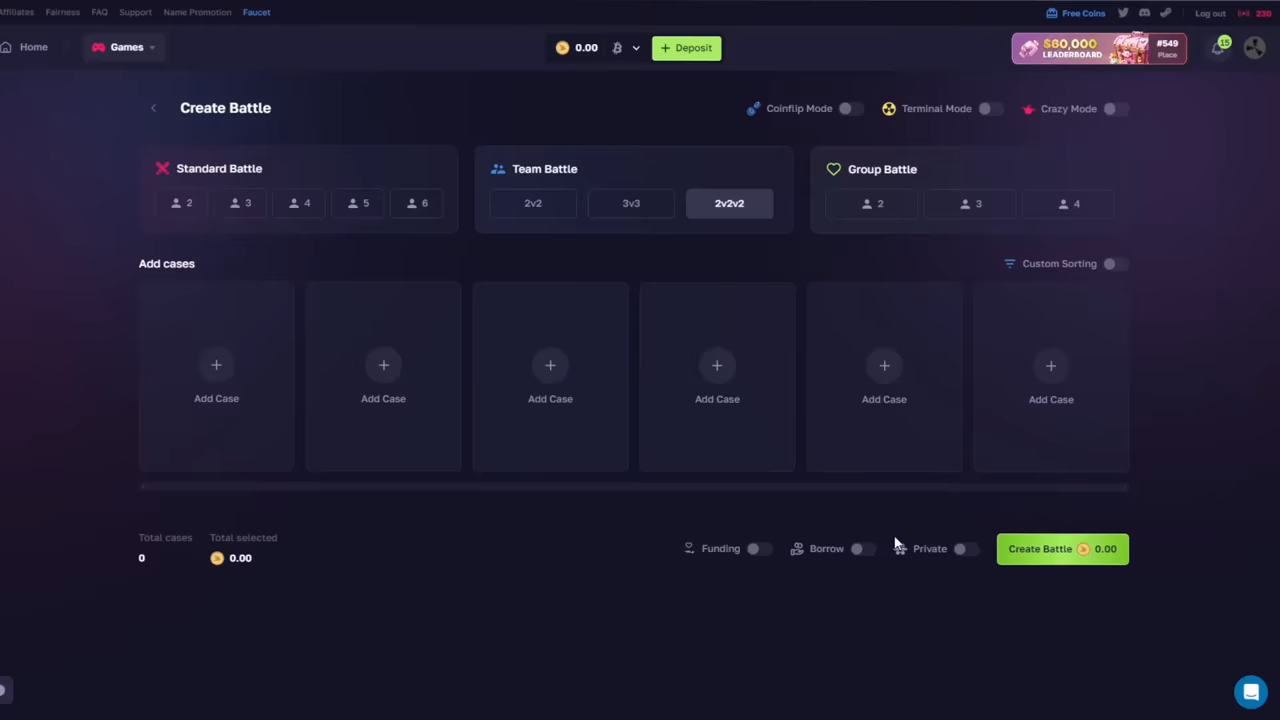 Affiliates Fairness FAQ Support Name Promotion Faucet Free Coins Log out 230
Home Games 0.00 Deposit $60,000 LEADERBOARD #549 Place 15
Create Battle Coinflip Mode Terminal Mode Crazy Mode
Standard Battle Team Battle Group Battle
2 3 4 5 6 2v2 3v3 2v2v2 2 3 4
Add cases Custom Sorting
Add Case Add Case Add Case Add Case Add Case Add Case
Total cases Total selected
0 0.00 Funding Borrow Private Create Battle 0.00